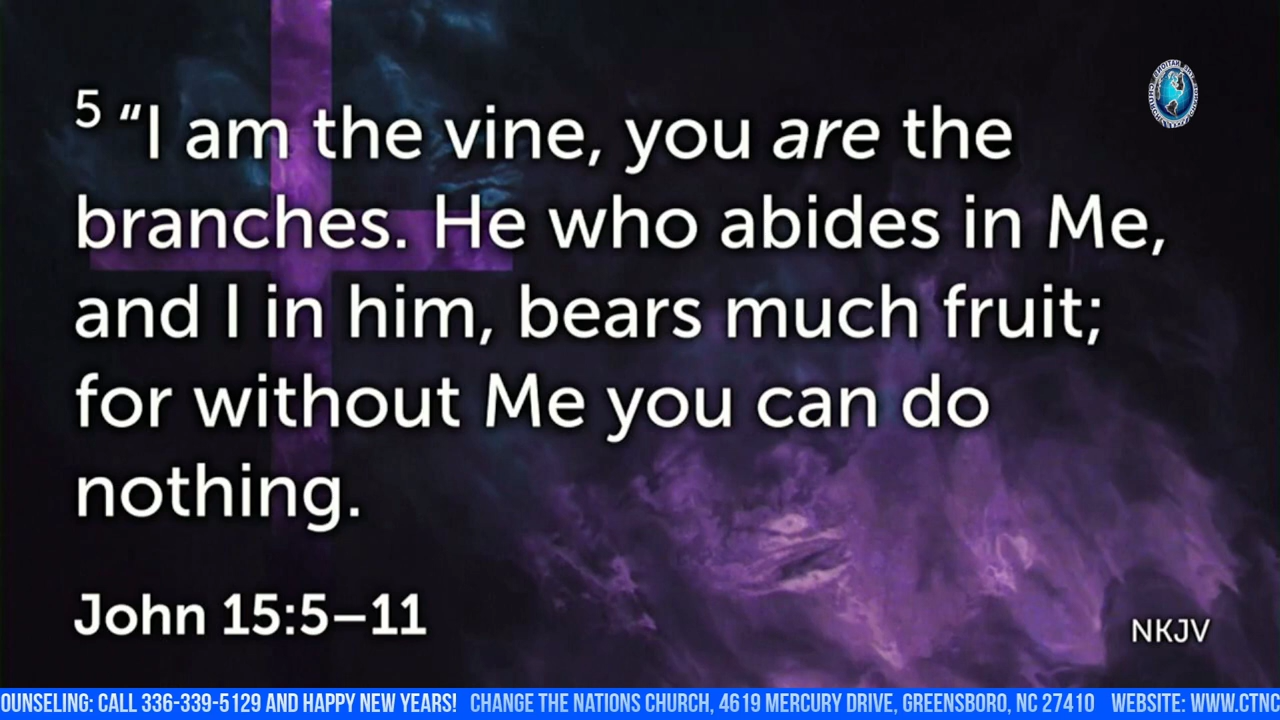 5 “I am the vine, you are the
branches. He who abides in Me,
and I in him, bears much fruit;
for without Me you can do
nothing.
John 15:5–11
NKJV
OUNSELING: CALL 336-339-5129 AND HAPPY NEW YEARS! CHANGE THE NATIONS CHURCH, 4619 MERCURY DRIVE, GREENSBORO, NC 27410 WEBSITE: WWW.CTNC